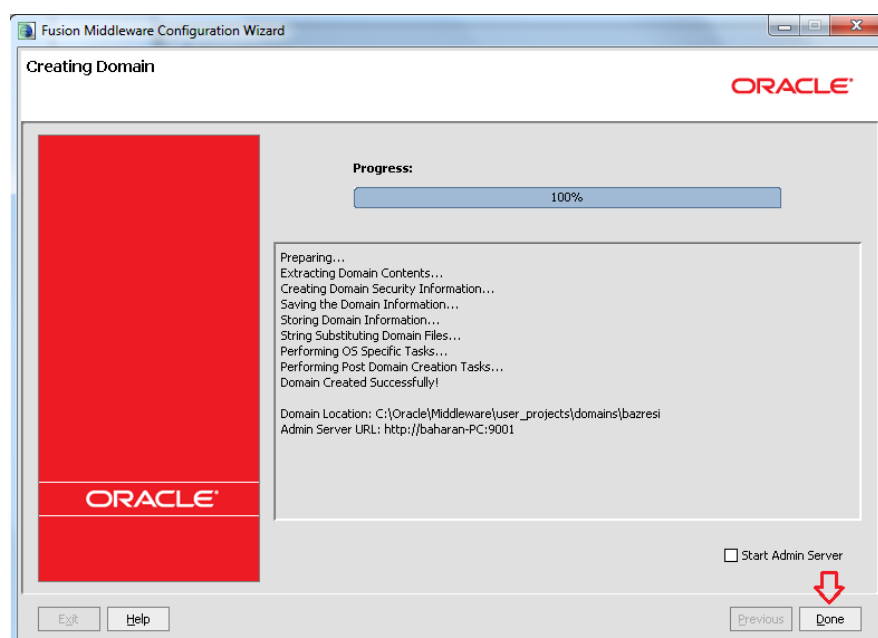 Fusion Middleware Configuration Wizard
Creating Domain
ORACLE
Progress:
100%
Preparing...
Extracting Domain Contents...
Creating Domain Security Information...
Saving the Domain Information...
Storing Domain Information...
String Substituting Domain Files...
Performing OS Specific Tasks...
Performing Post Domain Creation Tasks...
Domain Created Successfully!
Domain Location: C:\Oracle\Middleware\user_projects\domains\bazresi
Admin Server URL: http://baharan-PC:9001
ORACLE
Start Admin Server
Exit Help Previous Done